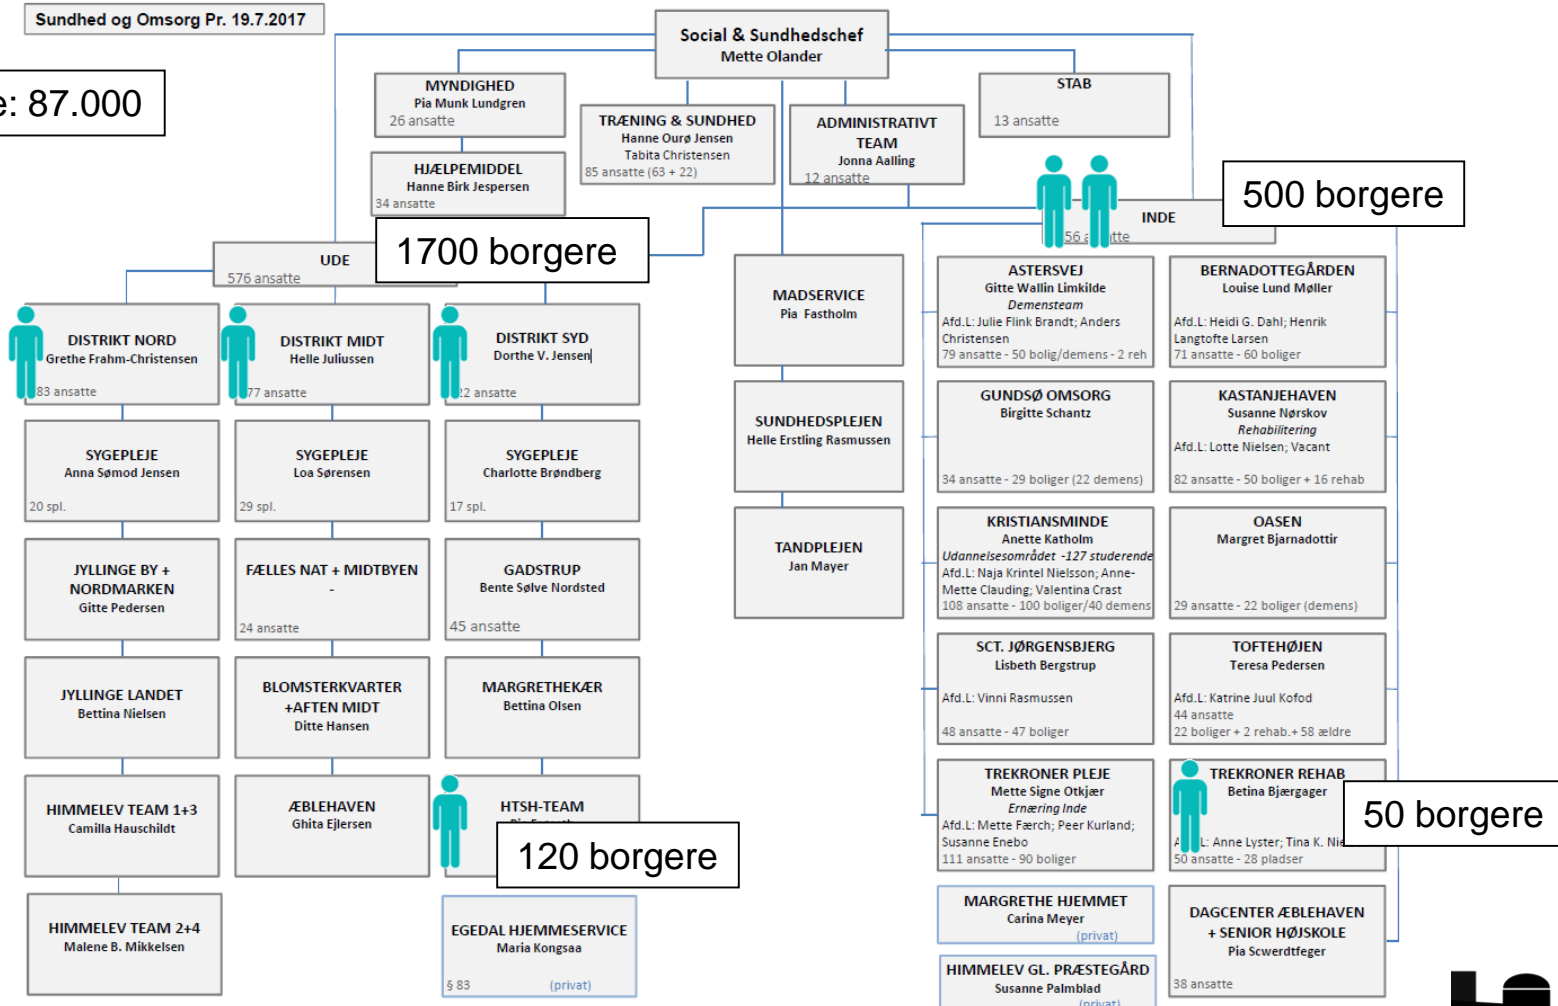 Sundhed og Omsorg Pr. 19.7.2017
: 87.000
Social & Sundhedschef
Mette Olander
MYNDIGHED
Pia Munk Lundgren
26 ansatte
HJÆLPEMIDDEL
Hanne Birk Jespersen
34 ansatte
TRÆNING & SUNDHED
Hanne Ourø Jensen
Tabita Christensen
85 ansatte (63 + 22)
ADMINISTRATIVT
TEAM
Jonna Aalling
12 ansatte
STAB
13 ansatte
INDE
500 borgere
UDE
576 ansatte
1700 borgere
DISTRIKT NORD
Grethe Frahm-Christensen
83 ansatte
SYGEPLEJE
Anna Sømod Jensen
20 spl.
JYLLINGE BY +
NORDMARKEN
Gitte Pedersen
JYLLINGE LANDET
Bettina Nielsen
HIMMELEV TEAM 1+3
Camilla Hauschildt
HIMMELEV TEAM 2+4
Malene B. Mikkelsen
DISTRIKT MIDT
Helle Juliussen
77 ansatte
SYGEPLEJE
Loa Sørensen
29 spl.
FÆLLES NAT + MIDTBYEN
-
24 ansatte
BLOMSTERKVARTER
+AFTEN MIDT
Ditte Hansen
ÆBLEHAVEN
Ghita Ejlersen
DISTRIKT SYD
Dorthe V. Jensen
22 ansatte
SYGEPLEJE
Charlotte Brøndberg
17 spl.
GADSTRUP
Bente Sølve Nordsted
45 ansatte
MARGRETHEKÆR
Bettina Olsen
HTSH-TEAM
120 borgere
EGEDAL HJEMMESERVICE
Maria Kongsaa
§ 83 (privat)
MADSERVICE
Pia Fastholm
SUNDHEDSPLEJEN
Helle Erstling Rasmussen
TANDPLEJEN
Jan Mayer
ASTERSVEJ
Gitte Wallin Limkilde
Demensteam
Afd.L: Julie Flink Brandt; Anders
Christensen
79 ansatte - 50 bolig/demens - 2 reh
GUNDSØ OMSORG
Birgitte Schantz
34 ansatte - 29 boliger (22 demens)
KRISTIANSMINDE
Anette Katholm
Udannelsesområdet -127 studerende
Afd.L: Naja Krintel Nielsson; Anne-
Mette Clauding; Valentina Crast
108 ansatte - 100 boliger/40 demens
SCT. JØRGENSBJERG
Lisbeth Bergstrup
Afd.L: Vinni Rasmussen
48 ansatte - 47 boliger
TREKRONER PLEJE
Mette Signe Otkjær
Ernæring Inde
Afd.L: Mette Færch; Peer Kurland;
Susanne Enebo
111 ansatte - 90 boliger
MARGRETHE HJEMMET
Carina Meyer
(privat)
HIMMELEV GL. PRÆSTEGÅRD
Susanne Palmblad
(privat)
BERNADOTTEGÅRDEN
Louise Lund Møller
Afd.L: Heidi G. Dahl; Henrik
Langtofte Larsen
71 ansatte - 60 boliger
KASTANJEHAVEN
Susanne Nørskov
Rehabilitering
Afd.L: Lotte Nielsen; Vacant
82 ansatte - 50 boliger + 16 rehab
OASEN
Margret Bjarnadottir
29 ansatte - 22 boliger (demens)
TOFTEHØJEN
Teresa Pedersen
Afd.L: Katrine Juul Kofod
44 ansatte
22 boliger + 2 rehab.+ 58 ældre
TREKRONER REHAB
Betina Bjærgager
L: Anne Lyster; Tina K.
50 ansatte - 28 pladser
50 borgere
DAGCENTER ÆBLEHAVEN
+ SENIOR HØJSKOLE
Pia Scwerdtfeger
38 ansatte